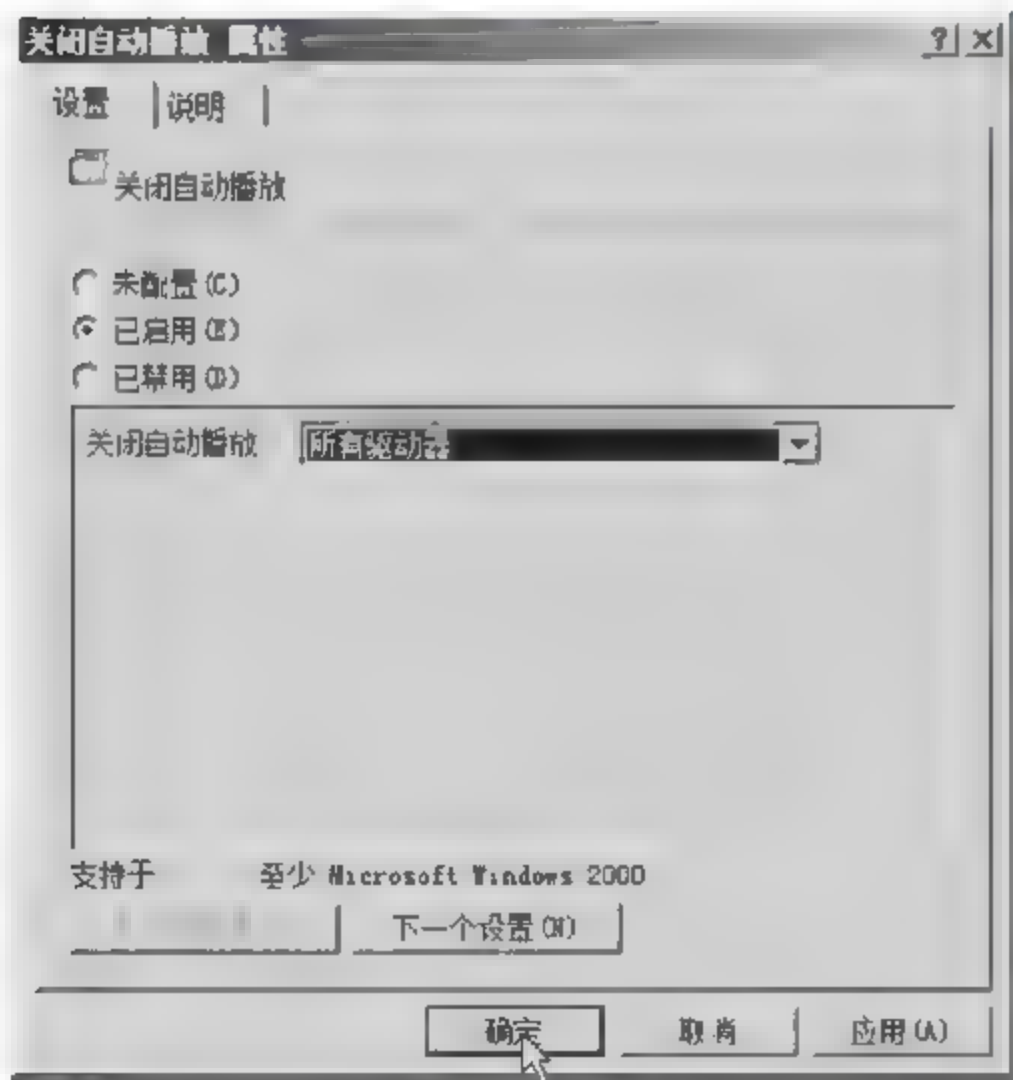 关闭自动播放 属性
设置 说明
关闭自动播放
未配置(C)
已启用(E)
已禁用(D)
关闭自动播放 所有驱动器
支持于 至少 Microsoft Windows 2000
下一个设置(N)
确定 取消 应用(A)